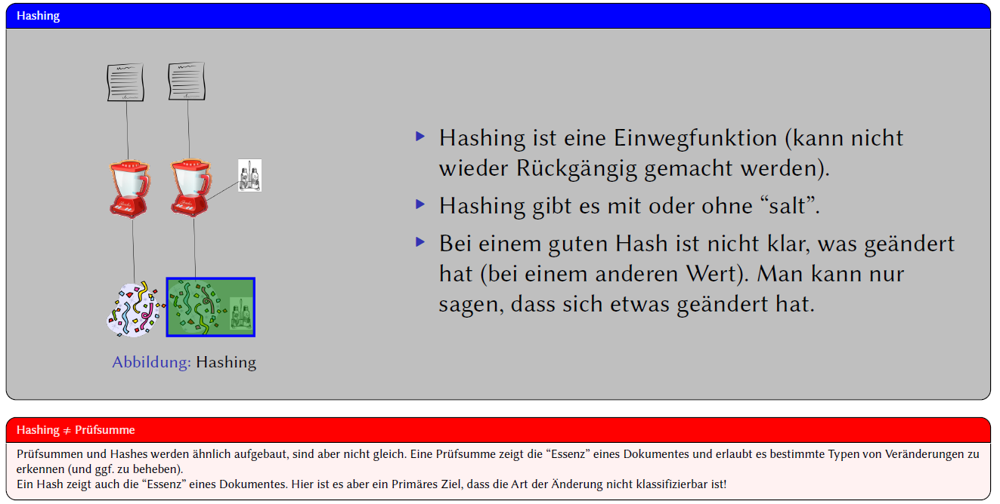 Hashing
▶ Hashing ist eine Einwegfunktion (kann nicht
wieder Rückgängig gemacht werden).
▶ Hashing gibt es mit oder ohne “salt”.
▶ Bei einem guten Hash ist nicht klar, was geändert
hat (bei einem anderen Wert). Man kann nur
sagen, dass sich etwas geändert hat.
Abbildung: Hashing
Hashing ≠ Prüfsumme
Prüfsummen und Hashes werden ähnlich aufgebaut, sind aber nicht gleich. Eine Prüfsumme zeigt die “Essenz” eines Dokumentes und erlaubt es bestimmte Typen von Veränderungen zu
erkennen (und ggf. zu beheben).
Ein Hash zeigt auch die “Essenz” eines Dokumentes. Hier ist es aber ein Primäres Ziel, dass die Art der Änderung nicht klassifizierbar ist!